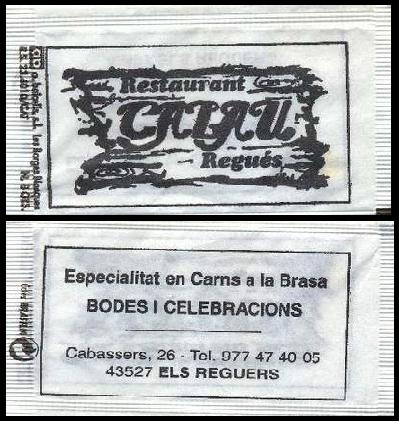 Restaurant
CATAU
Regués
Especialitat en Carns a la Brasa
BODES I CELEBRACIONS
Cabassers, 26 - Tel. 977 47 40 05
43527 ELS REGUERS